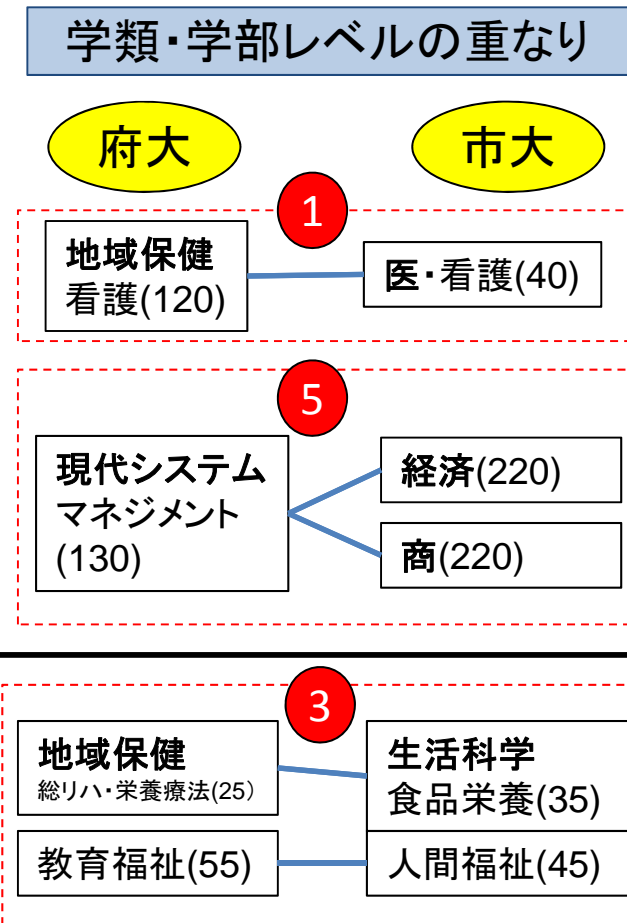 学類・学部レベルの重なり
府大
市大
1
地域保健
看護(120)
医・看護(40)
5
現代システム
マネジメント
(130)
経済(220)
商(220)
3
地域保健
総リハ・栄養療法(25)
生活科学
食品栄養(35)
教育福祉(55)
人間福祉(45)